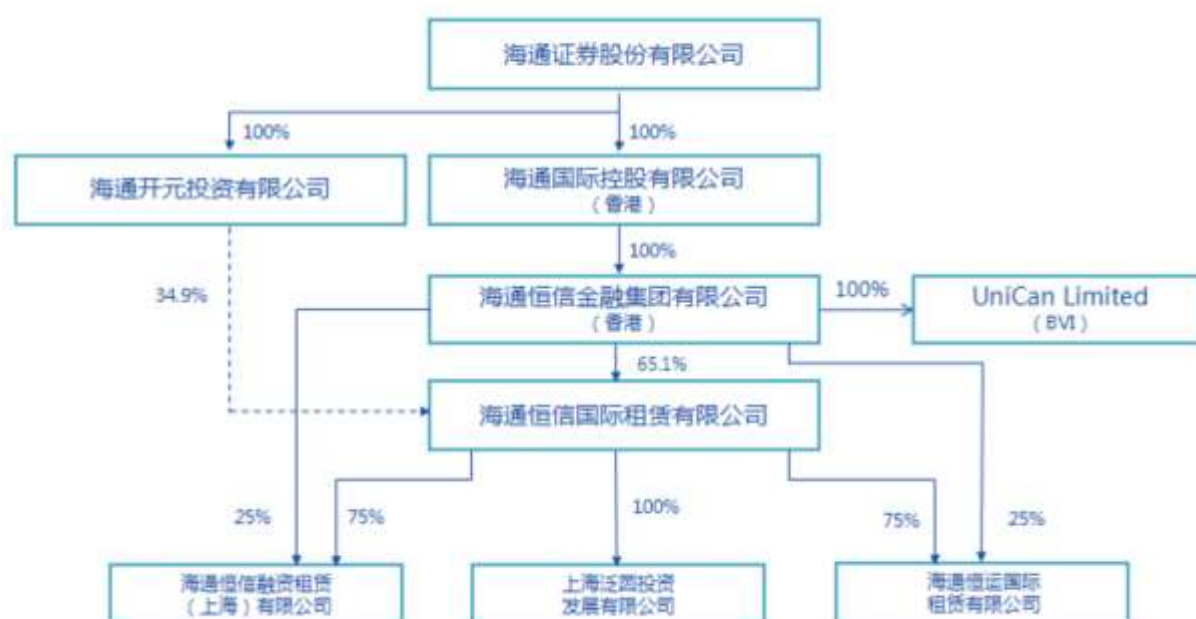 海通证券股份有限公司
100%
100%
海通开元投资有限公司
海通国际控股有限公司
（香港）
100%
34.9%
海通恒信金融集团有限公司
（香港）
100%
UniCan Limited
（BVI）
65.1%
海通恒信国际租赁有限公司
25%
75%
100%
75%
25%
海通恒信融资租赁
（上海）有限公司
上海泛圆投资
发展有限公司
海通恒运国际
租赁有限公司